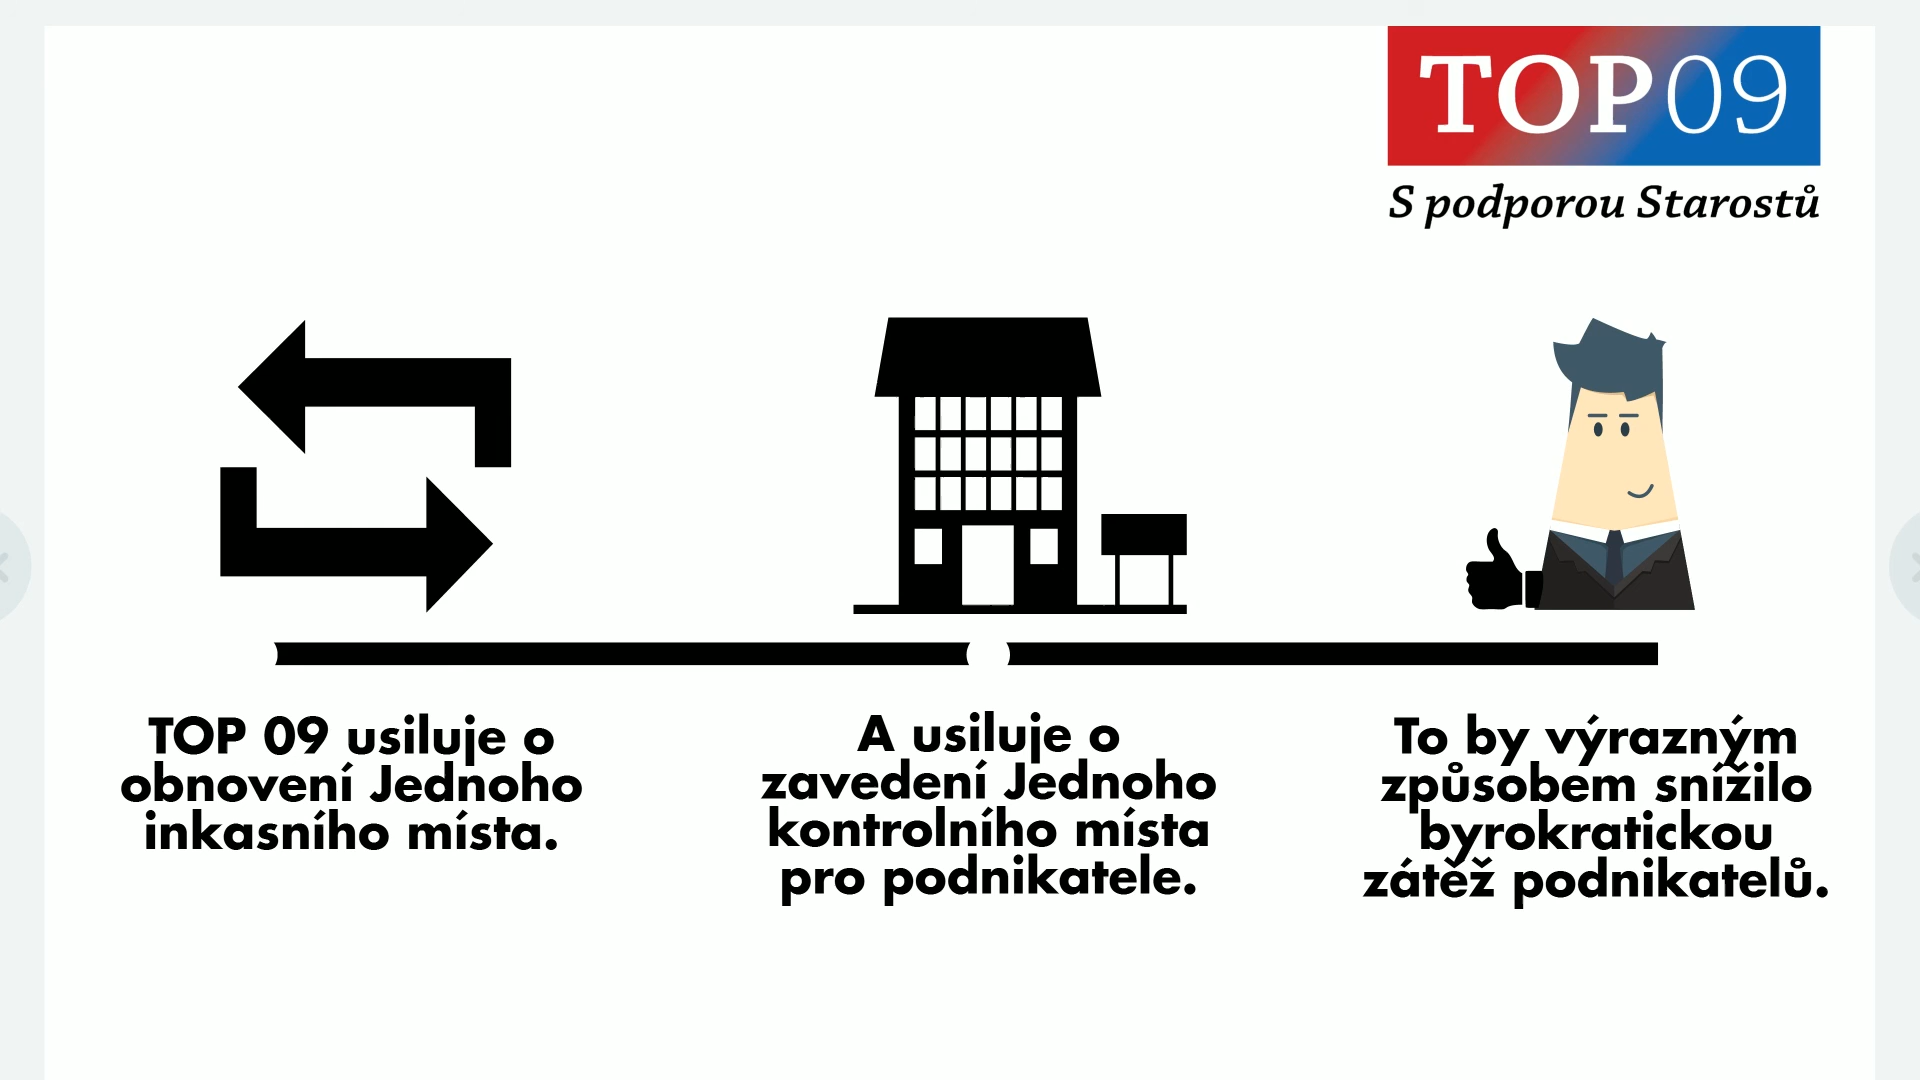 TOP09
S podporou Starostů
TOP 09 usiluje o
obnovení Jednoho
inkasního místa.
A usiluje o
zavedení Jednoho
kontrolního místa
pro podnikatele.
To by výrazným
způsobem snížilo
byrokratickou
zátěž podnikatelů.